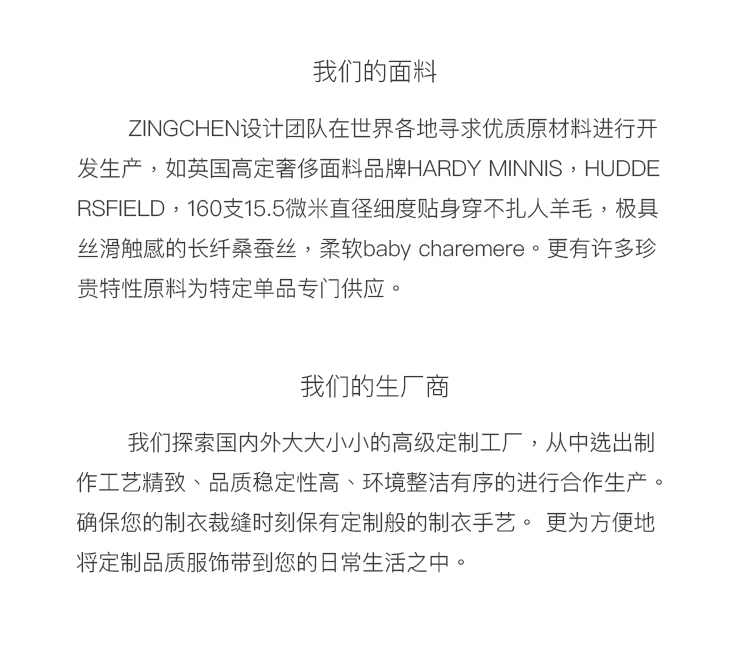 我们的面料
ZINGCHEN设计团队在世界各地寻求优质原材料进行开
发生产，如英国高定奢侈面料品牌HARDY MINNIS，HUDDE
RSFIELD，160支15.5微米直径细度贴身穿不扎人羊毛，极具
丝滑触感的长纤桑蚕丝，柔软baby charemere。更有许多珍
贵特性原料为特定单品专门供应。
我们的生厂商
我们探索国内外大大小小的高级定制工厂，从中选出制
作工艺精致、品质稳定性高、环境整洁有序的进行合作生产。
确保您的制衣裁缝时刻保有定制般的制衣手艺。 更为方便地
将定制品质服饰带到您的日常生活之中。